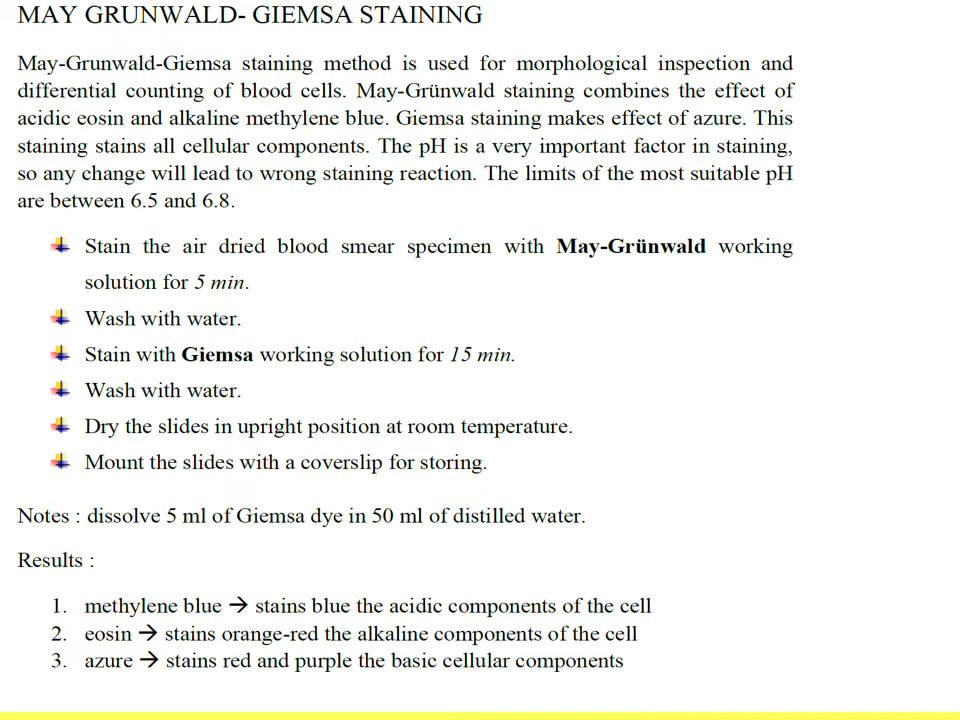 MAY GRUNWALD- GIEMSA STAINING
May-Grunwald-Giemsa staining method is used for morphological inspection and
differential counting of blood cells. May-Grünwald staining combines the effect of
acidic eosin and alkaline methylene blue. Giemsa staining makes effect of azure. This
staining stains all cellular components. The pH is a very important factor in staining,
so any change will lead to wrong staining reaction. The limits of the most suitable pH
are between 6.5 and 6.8.
Stain the air dried blood smear specimen with May-Grünwald working
solution for 5 min.
Wash with water.
Stain with Giemsa working solution for 15 min.
Wash with water.
Dry the slides in upright position at room temperature.
Mount the slides with a coverslip for storing.
Notes : dissolve 5 ml of Giemsa dye in 50 ml of distilled water.
Results :
1. methylene blue → stains blue the acidic components of the cell
2. eosin → stains orange-red the alkaline components of the cell
3. azure → stains red and purple the basic cellular components